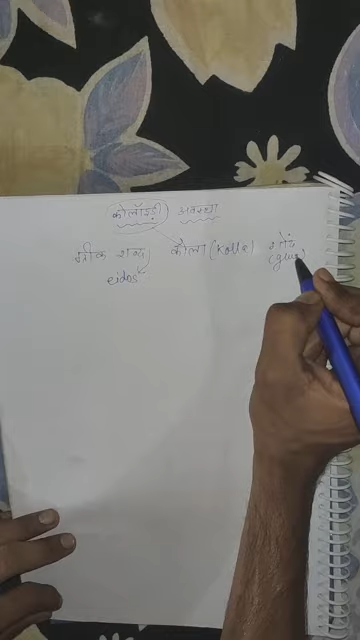 कोलॉइडी अवस्था
ग्रीक शब्द कोला (Kolla)
(glue)
eidos